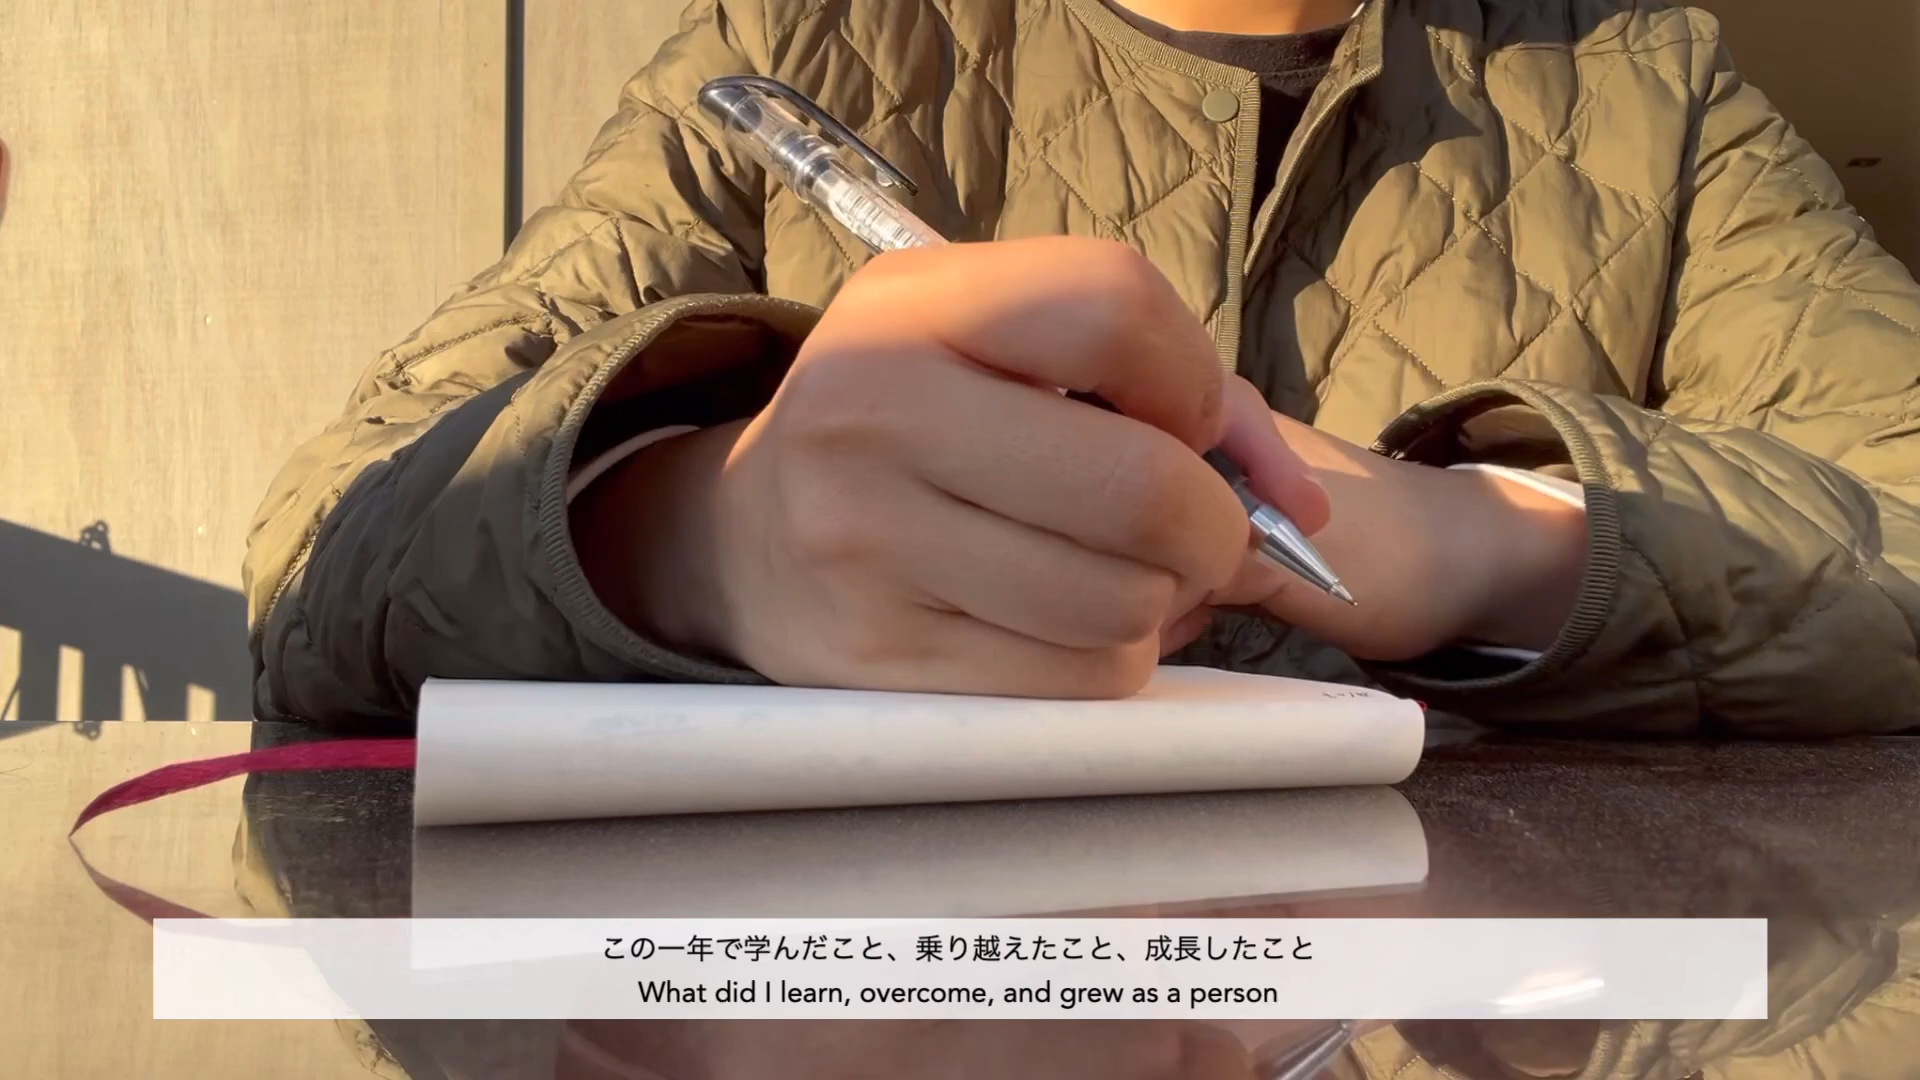 この一年で学んだこと、乗り越えたこと、成長したこと
What did I learn, overcome, and grew as a person